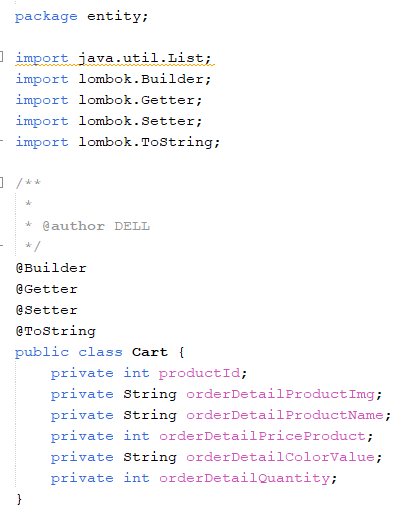 package entity;
import java.util.List;
import lombok.Builder;
import lombok.Getter;
import lombok.Setter;
import lombok.ToString;
/**
 *
 * @author DELL
 */
@Builder
@Getter
@Setter
@ToString
public class Cart {
    private int productId;
    private String orderDetailProductImg;
    private String orderDetailProductName;
    private int orderDetailPriceProduct;
    private String orderDetailColorValue;
    private int orderDetailQuantity;
}